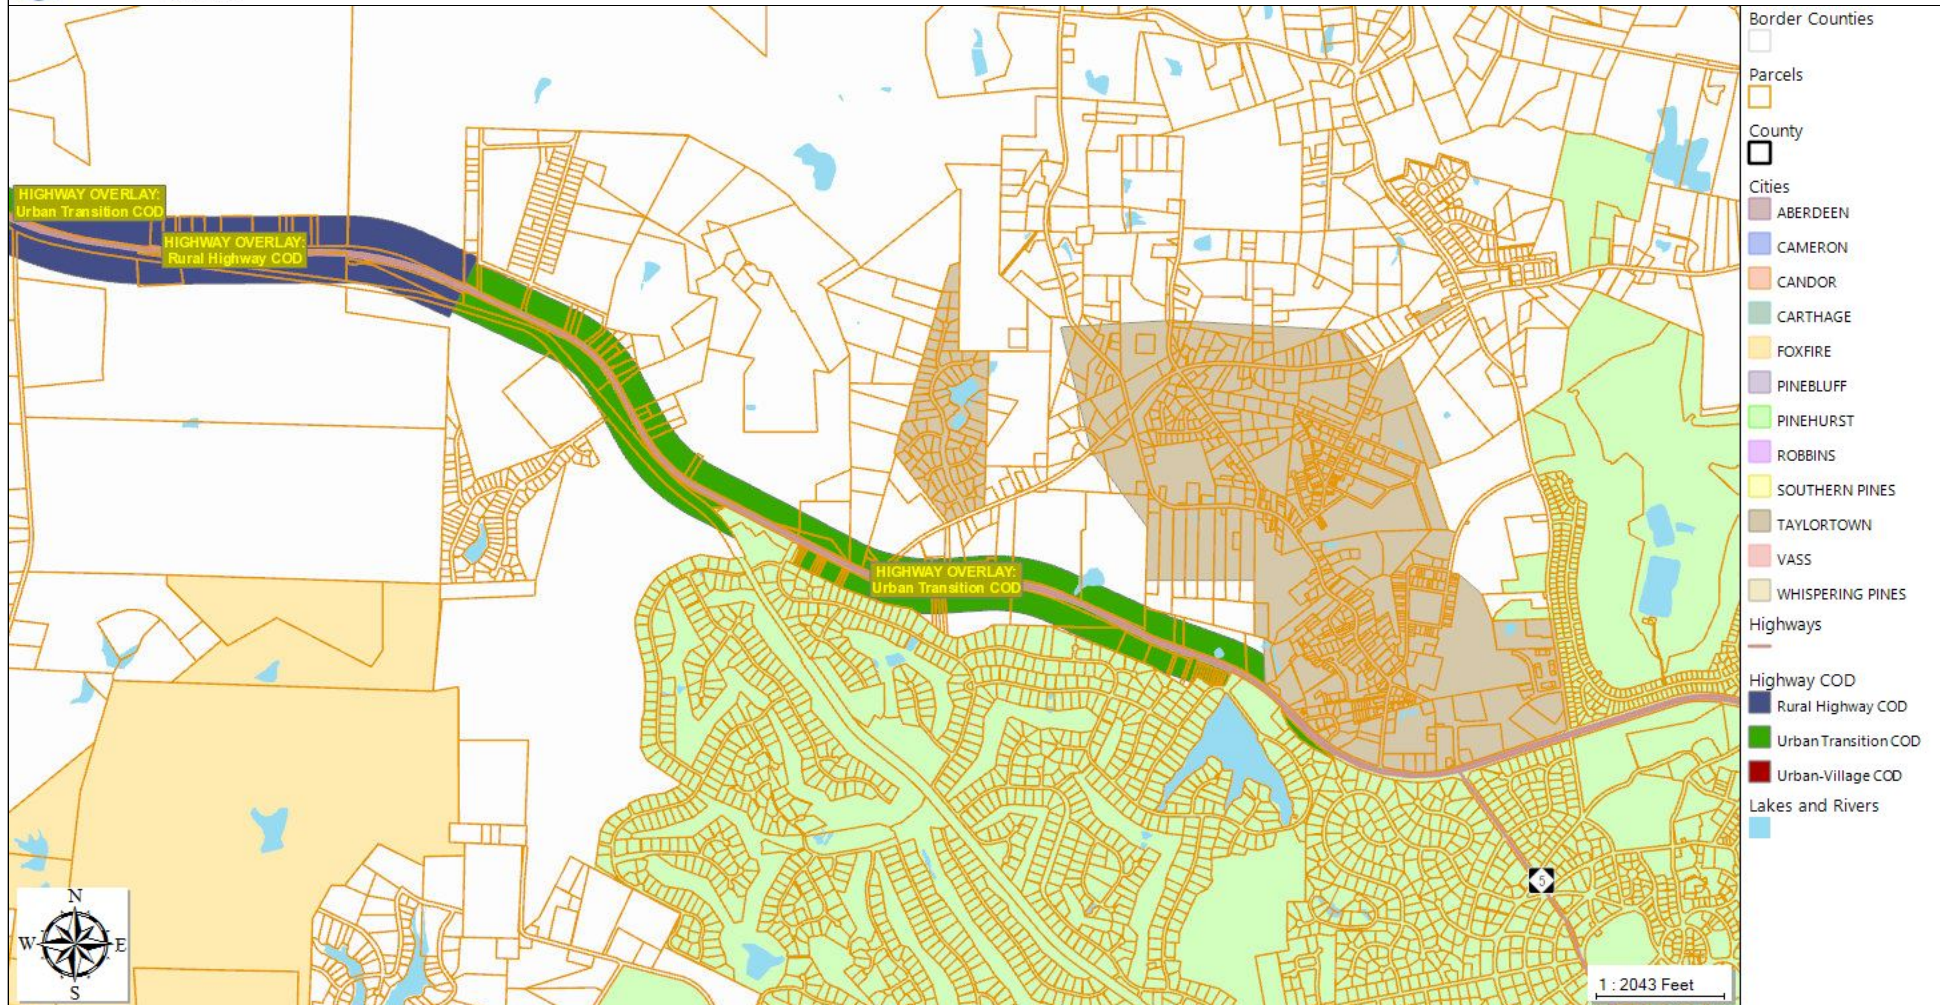 HIGHWAY OVERLAY:
Urban Transition COD
HIGHWAY OVERLAY:
Rural Highway COD
HIGHWAY OVERLAY:
Urban Transition COD
5
N
W
E
S
1 : 2043 Feet
Border Counties
Parcels
County
Cities
ABERDEEN
CAMERON
CANDOR
CARTHAGE
FOXFIRE
PINEBLUFF
PINEHURST
ROBBINS
SOUTHERN PINES
TAYLORTOWN
VASS
WHISPERING PINES
Highways
Highway COD
Rural Highway COD
Urban Transition COD
Urban-Village COD
Lakes and Rivers